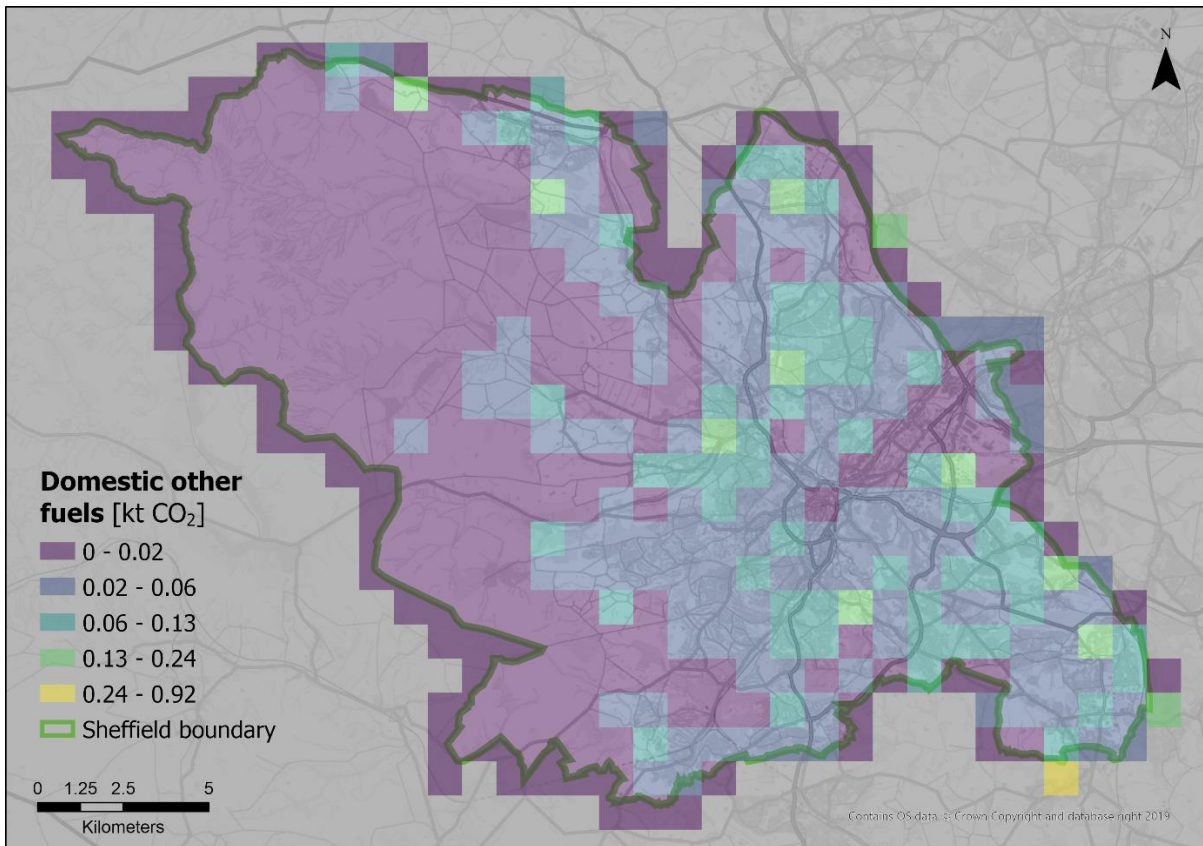 N
Domestic other
fuels [kt CO₂]
0 - 0.02
0.02 - 0.06
0.06 - 0.13
0.13 - 0.24
0.24 - 0.92
Sheffield boundary
0 1.25 2.5 5
Kilometers
Contains OS data © Crown Copyright and database right 2019